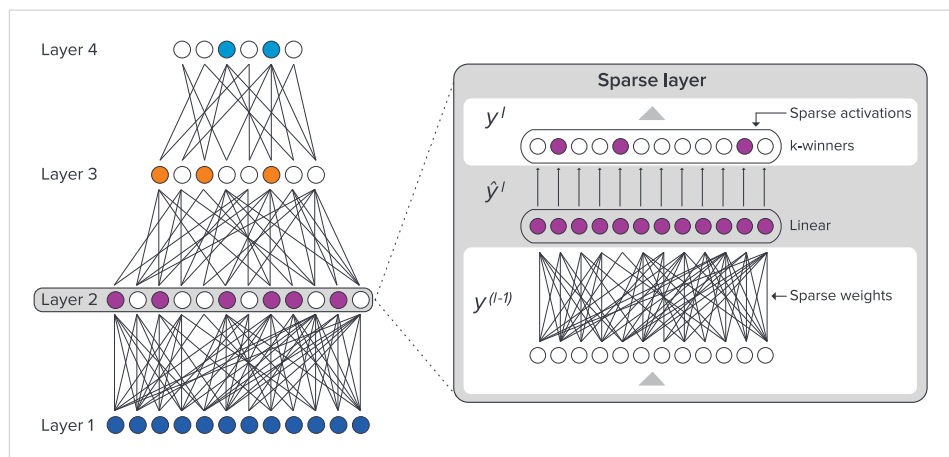 Layer 4
Layer 3
Layer 2
Layer 1
Sparse layer
y^l
Sparse activations
k-winners
ŷ^l
Linear
y^(l-1)
Sparse weights